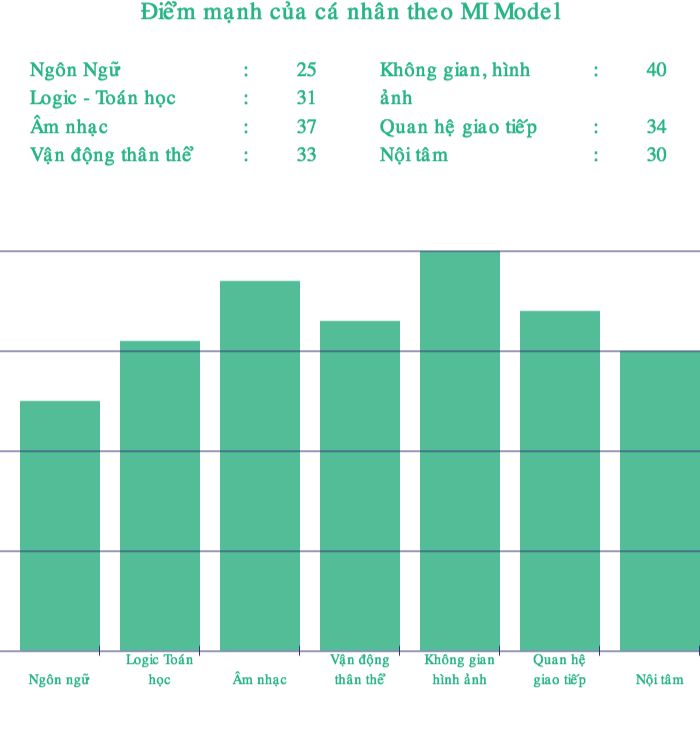 Điểm mạnh của cá nhân theo MI Model
Ngôn Ngữ : 25
Logic - Toán học : 31
Âm nhạc : 37
Vận động thân thể : 33
Không gian, hình : 40
ảnh
Quan hệ giao tiếp : 34
Nội tâm : 30
Ngôn ngữ
Logic Toán
học
Âm nhạc
Vận động
thân thể
Không gian
hình ảnh
Quan hệ
giao tiếp
Nội tâm